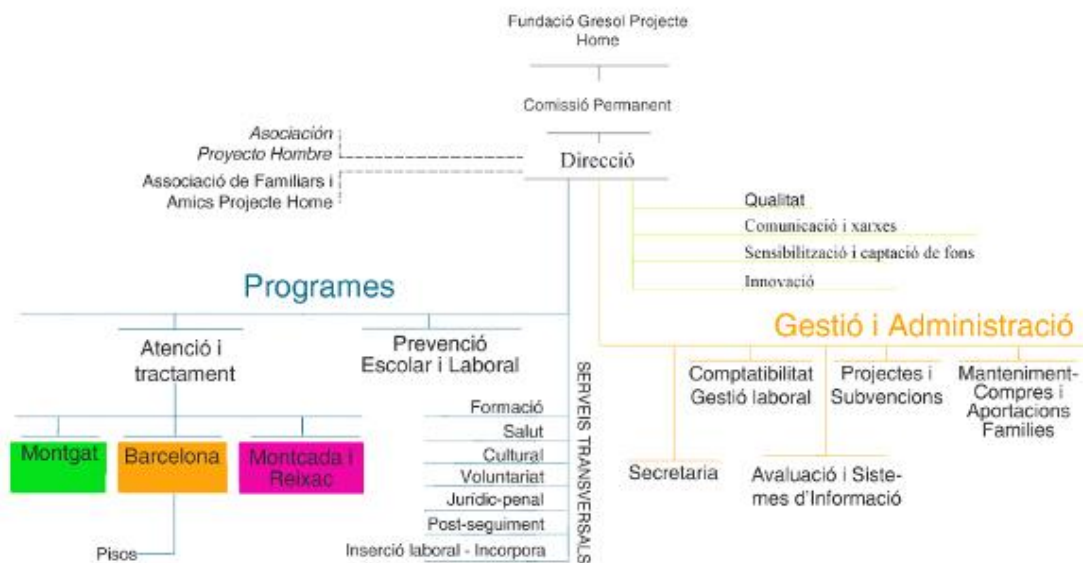 Fundació Gresol Projecte
Home
Comissió Permanent
Asociación
Proyecto Hombre
Direcció
Associació de Familiars i
Amics Projecte Home
Qualitat
Comunicació i xarxes
Sensibilització i captació de fons
Innovació
Programes
Gestió i Administració
Atenció i
tractament
Prevenció
Escolar i Laboral
SERVEIS TRANSVERSALS
Comptabilitat
Gestió laboral
Projectes i
Subvencions
Manteniment-
Compres i
Aportacions
Families
Formació
Salut
Cultural
Voluntariat
Jurídic-penal
Post-seguiment
Inserció laboral - Incorpora
Montgat
Barcelona
Montcada i
Reixac
Secretaria
Avaluació i Siste-
mes d'Informació
Pisos